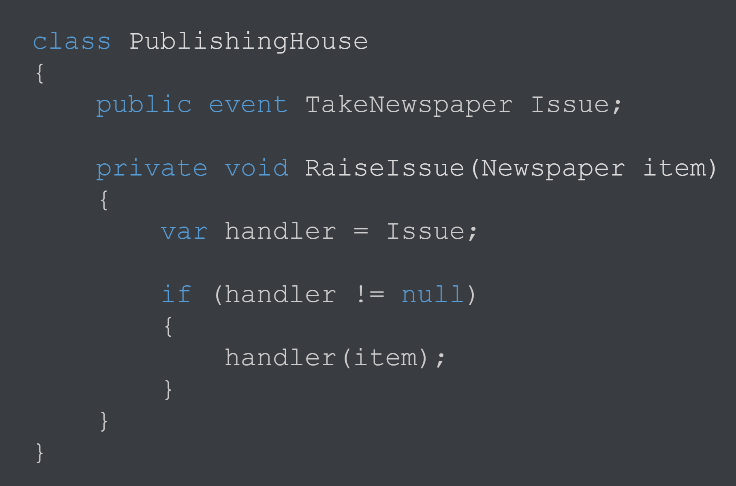 class PublishingHouse
{
    public event TakeNewspaper Issue;
    private void RaiseIssue(Newspaper item)
    {
        var handler = Issue;
        if (handler != null)
        {
            handler(item);
        }
    }
}